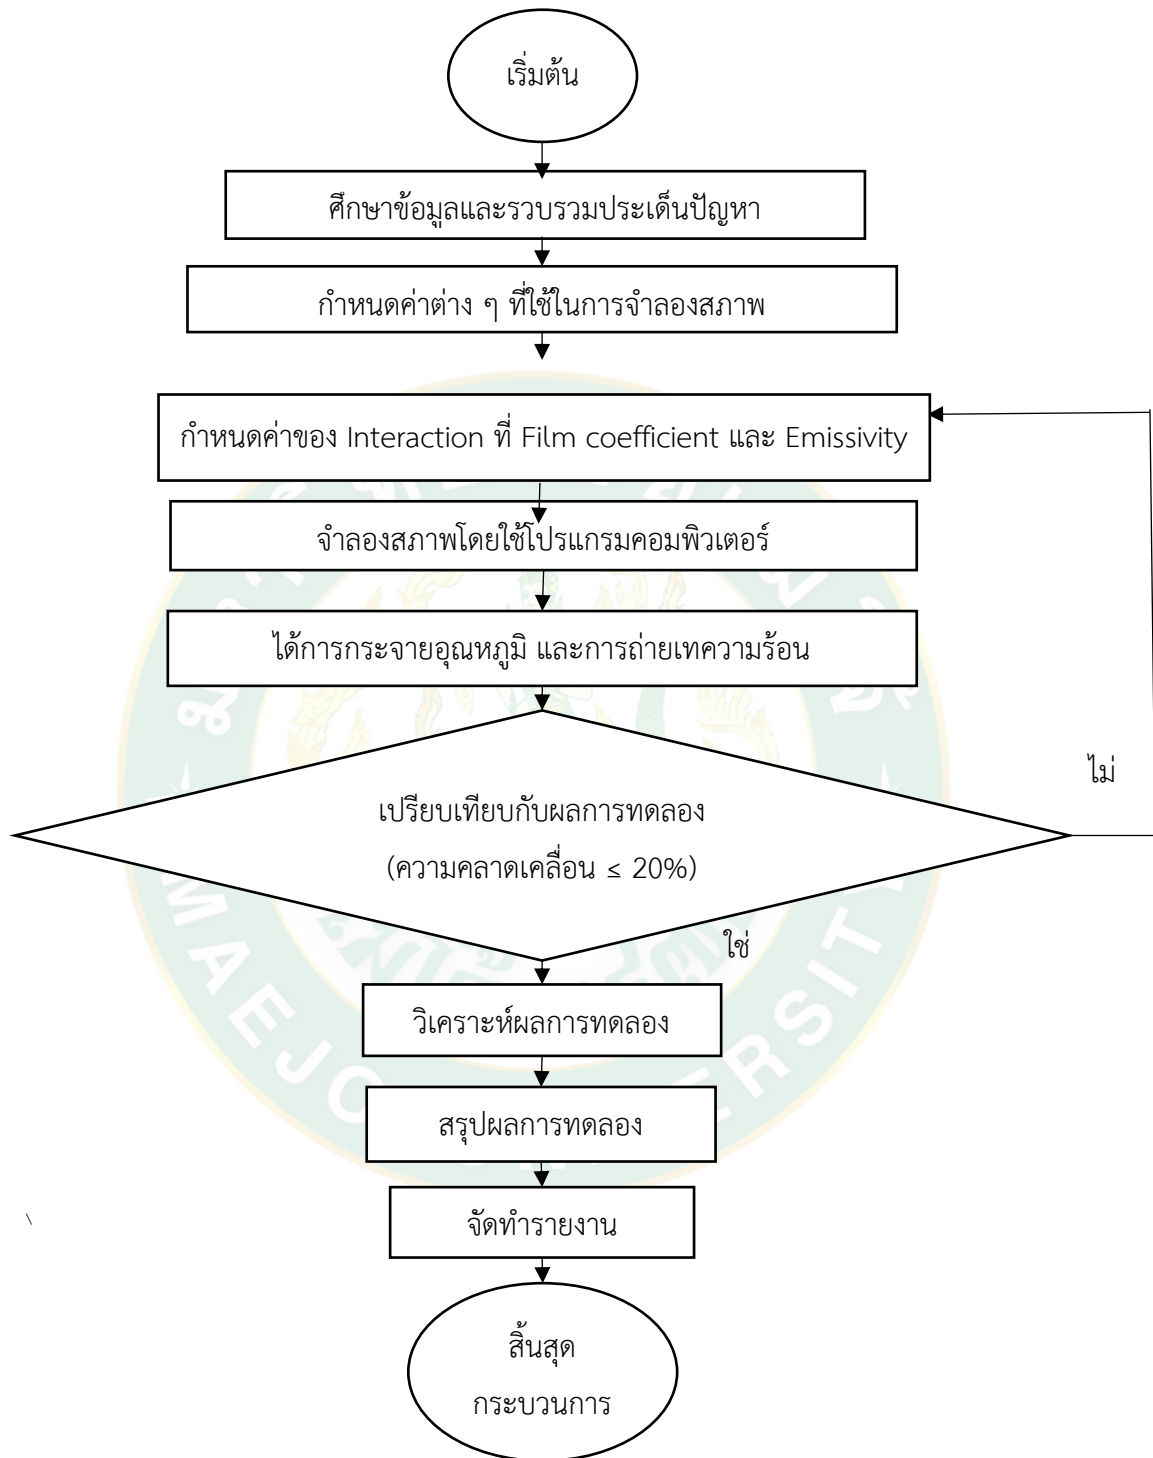 เริ่มต้น
ศึกษาข้อมูลและรวบรวมประเด็นปัญหา
กำหนดค่าต่าง ๆ ที่ใช้ในการจำลองสภาพ
กำหนดค่าของ Interaction ที่ Film coefficient และ Emissivity
จำลองสภาพโดยใช้โปรแกรมคอมพิวเตอร์
ได้การกระจายอุณหภูมิ และการถ่ายเทความร้อน
ไม่
เปรียบเทียบกับผลการทดลอง
(ความคลาดเคลื่อน ≤ 20%)
ใช่
วิเคราะห์ผลการทดลอง
สรุปผลการทดลอง
จัดทำรายงาน
\
สิ้นสุด
กระบวนการ